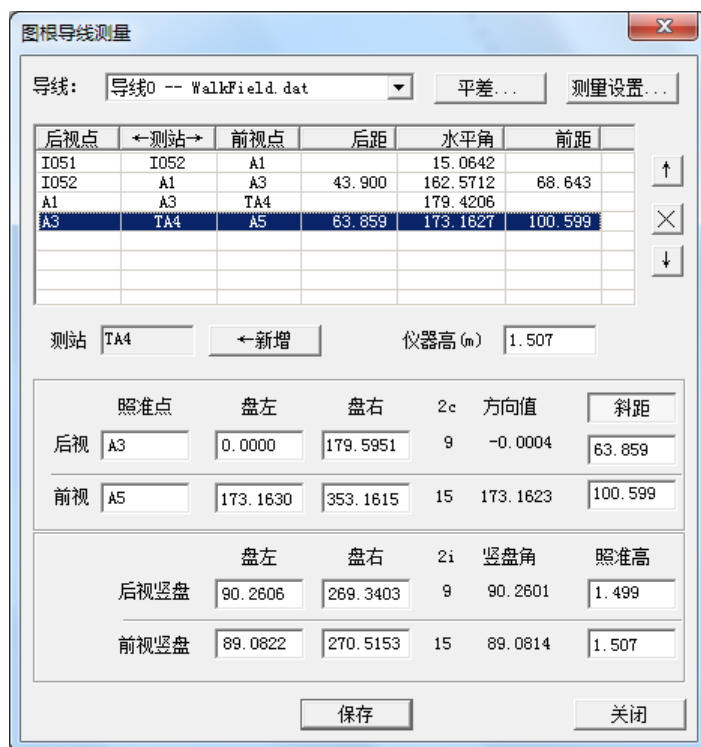 图根导线测量
导线: 导线0 -- WalkField.dat 平差... 测量设置...
后视点 ←测站→ 前视点 后距 水平角 前距
I051 I052 A1 15.0642
I052 A1 A3 43.900 162.5712 68.643
A1 A3 TA4 179.4206
A3 TA4 A5 63.859 173.1627 100.599
测站 TA4 ←新增 仪器高(m) 1.507
照准点 盘左 盘右 2c 方向值 斜距
后视 A3 0.0000 179.5951 9 -0.0004 63.859
前视 A5 173.1630 353.1615 15 173.1623 100.599
盘左 盘右 2i 竖盘角 照准高
后视竖盘 90.2606 269.3403 9 90.2601 1.499
前视竖盘 89.0822 270.5153 15 89.0814 1.507
保存 关闭